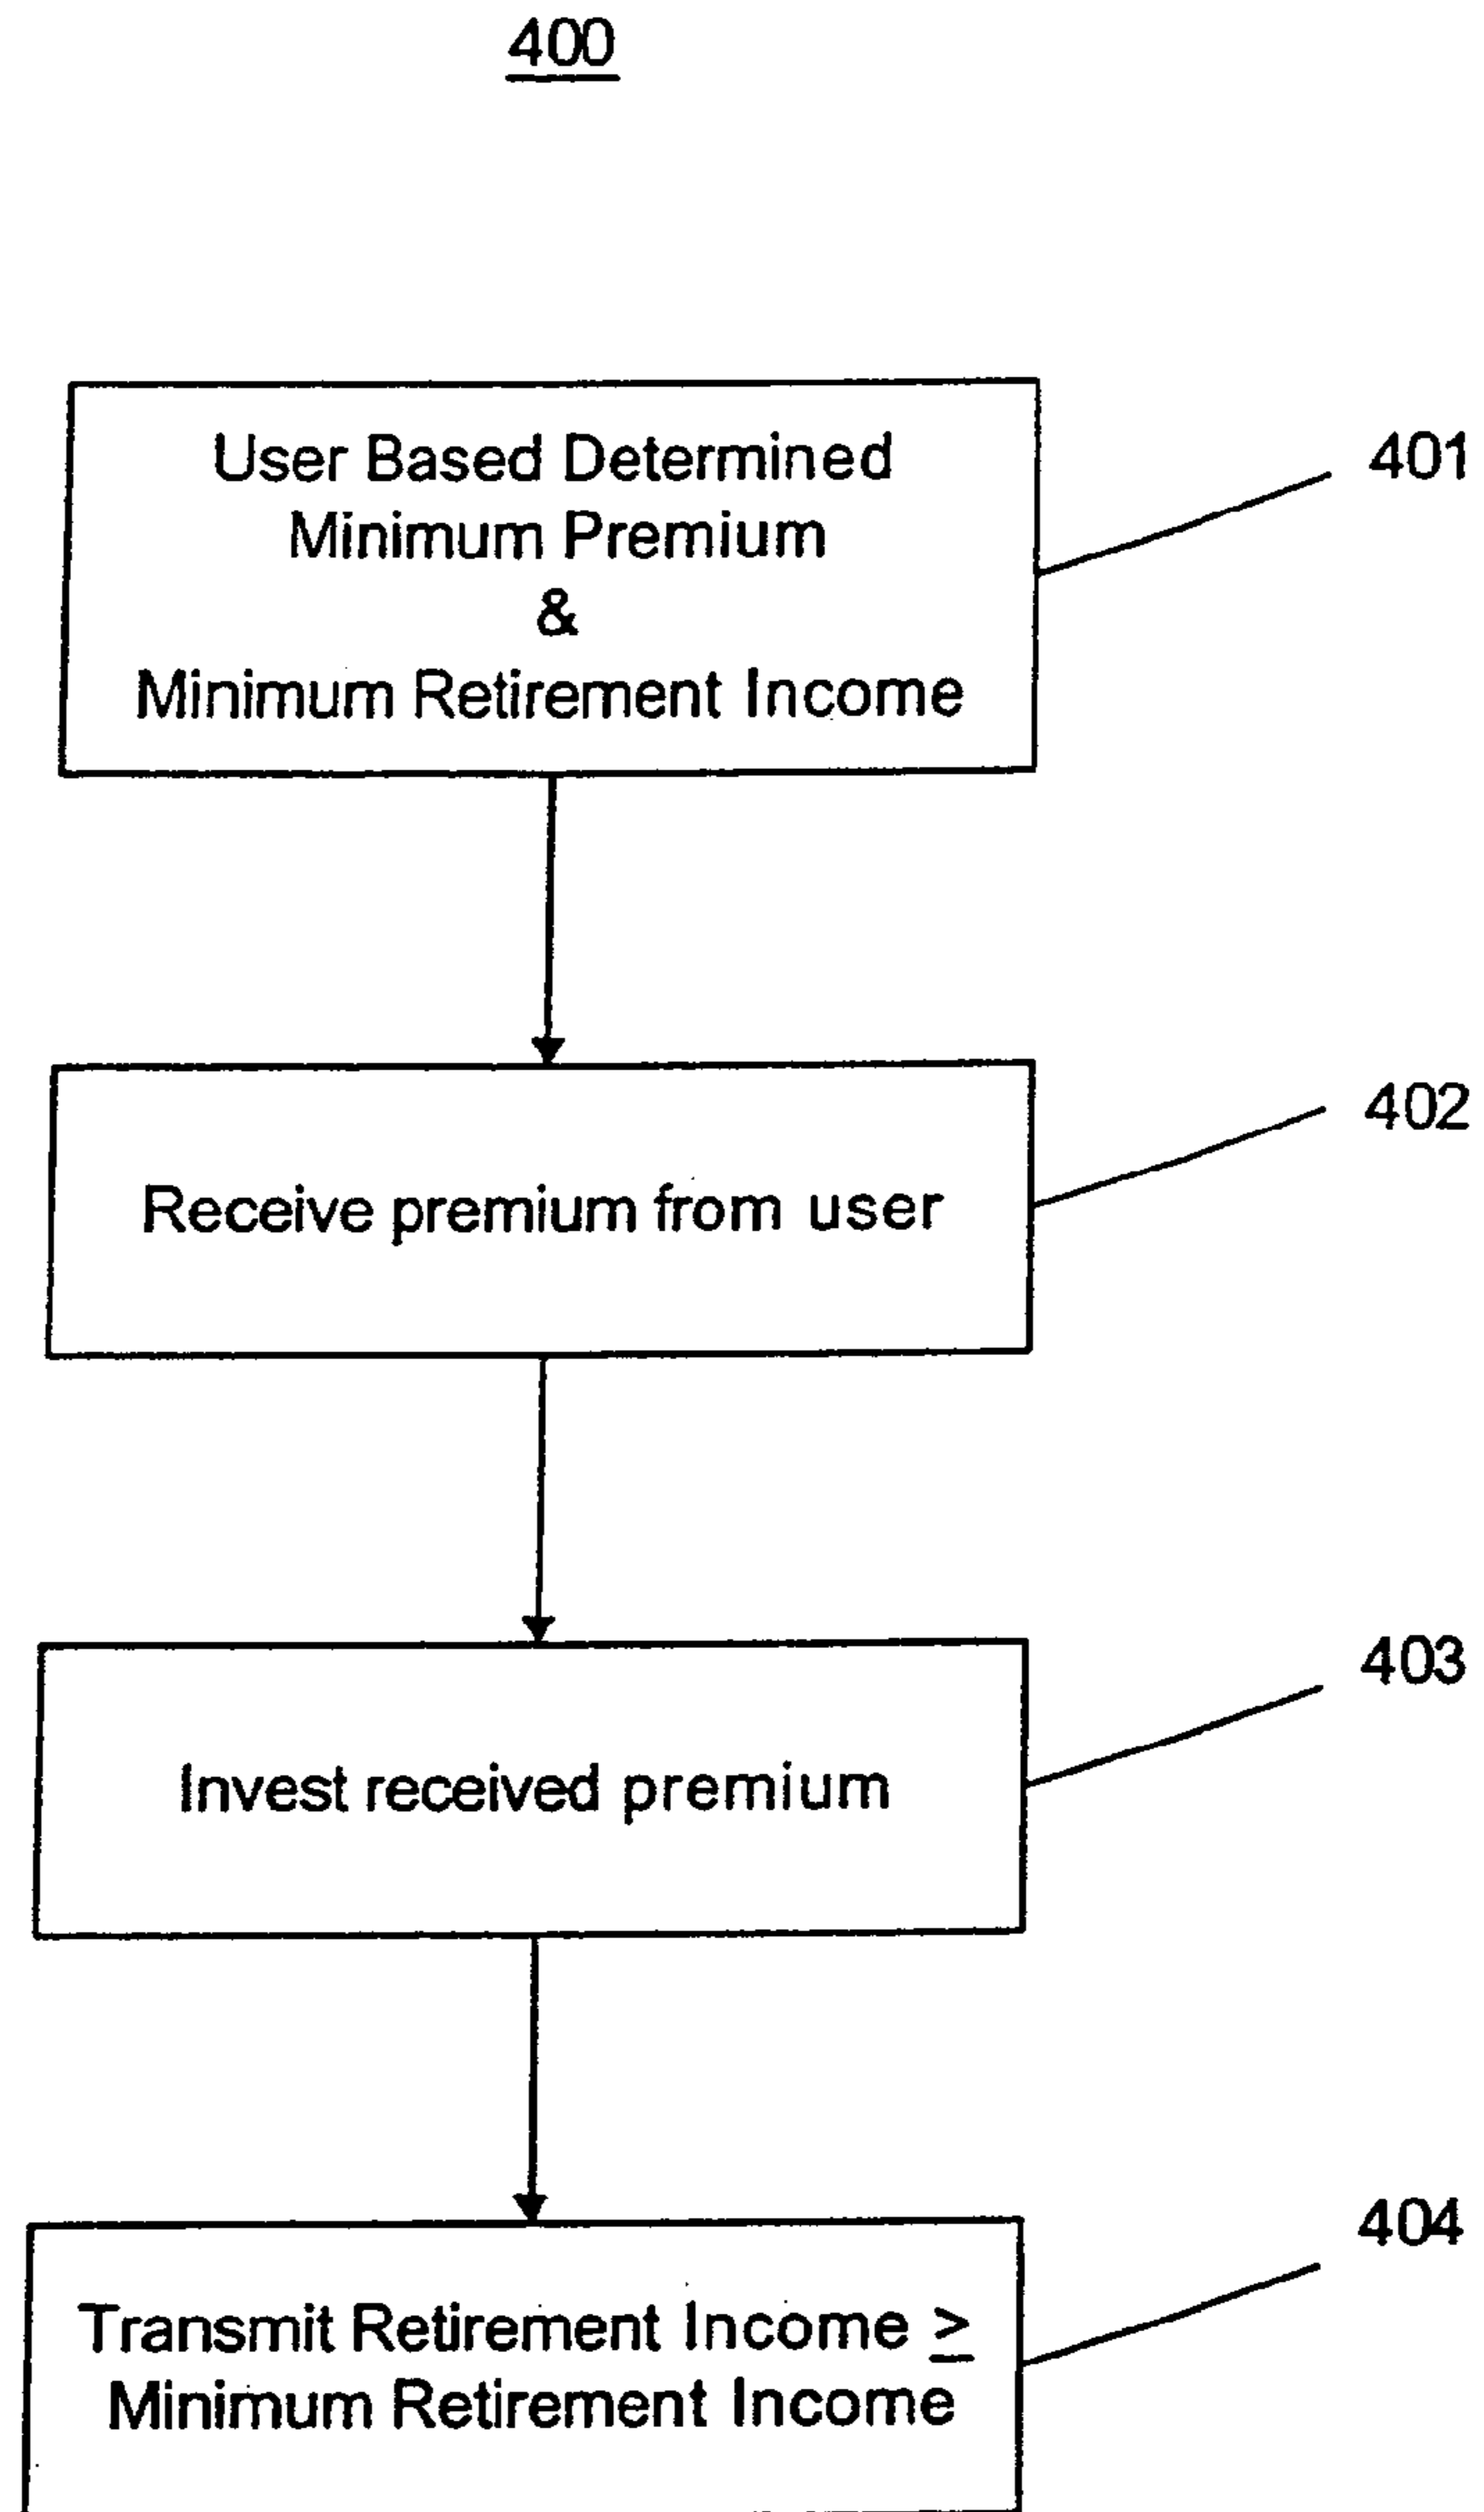 400
User Based Determined
Minimum Premium
&
Minimum Retirement Income
401
Receive premium from user
402
Invest received premium
403
Transmit Retirement Income ≥
Minimum Retirement Income
404